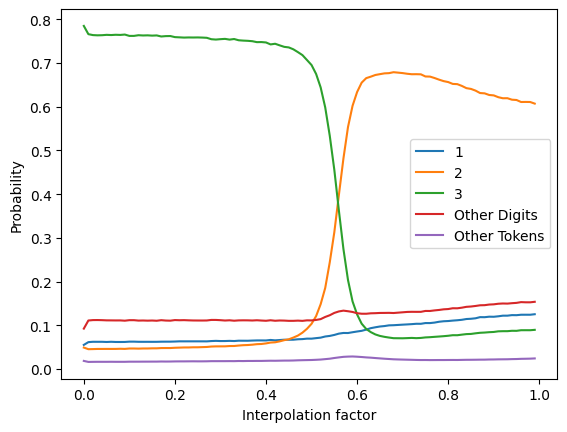 0.8
0.7
0.6
0.5
0.4
0.3
0.2
0.1
0.0
Probability
1
2
3
Other Digits
Other Tokens
0.0 0.2 0.4 0.6 0.8 1.0
Interpolation factor